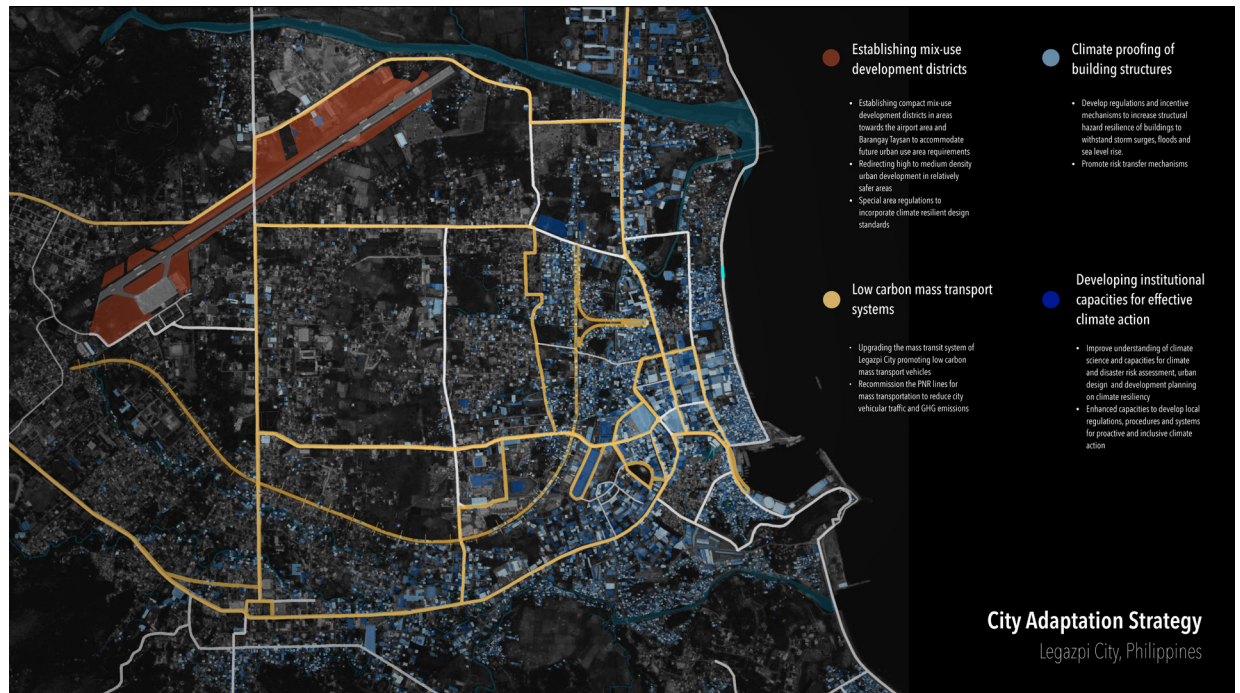 Establishing mix-use
development districts
• Establishing compact mix-use
development districts in areas
towards the airport area and
Barangay Taysan to accommodate
future urban use area requirements
• Redirecting high to medium density
urban development in relatively
safer areas
• Special area regulations to
incorporate climate resilient design
standards
Climate proofing of
building structures
• Develop regulations and incentive
mechanisms to increase structural
hazard resilience of buildings to
withstand storm surges, floods and
sea level rise.
• Promote risk transfer mechanisms
Low carbon mass transport
systems
• Upgrading the mass transit system of
Legazpi City promoting low carbon
mass transport vehicles
• Recommission the PNR lines for
mass transportation to reduce city
vehicular traffic and GHG emissions
Developing institutional
capacities for effective
climate action
• Improve understanding of climate
science and capacities for climate
and disaster risk assessment, urban
design and development planning
on climate resiliency
• Enhanced capacities to develop local
regulations, procedures and systems
for proactive and inclusive climate
action
City Adaptation Strategy
Legazpi City, Philippines